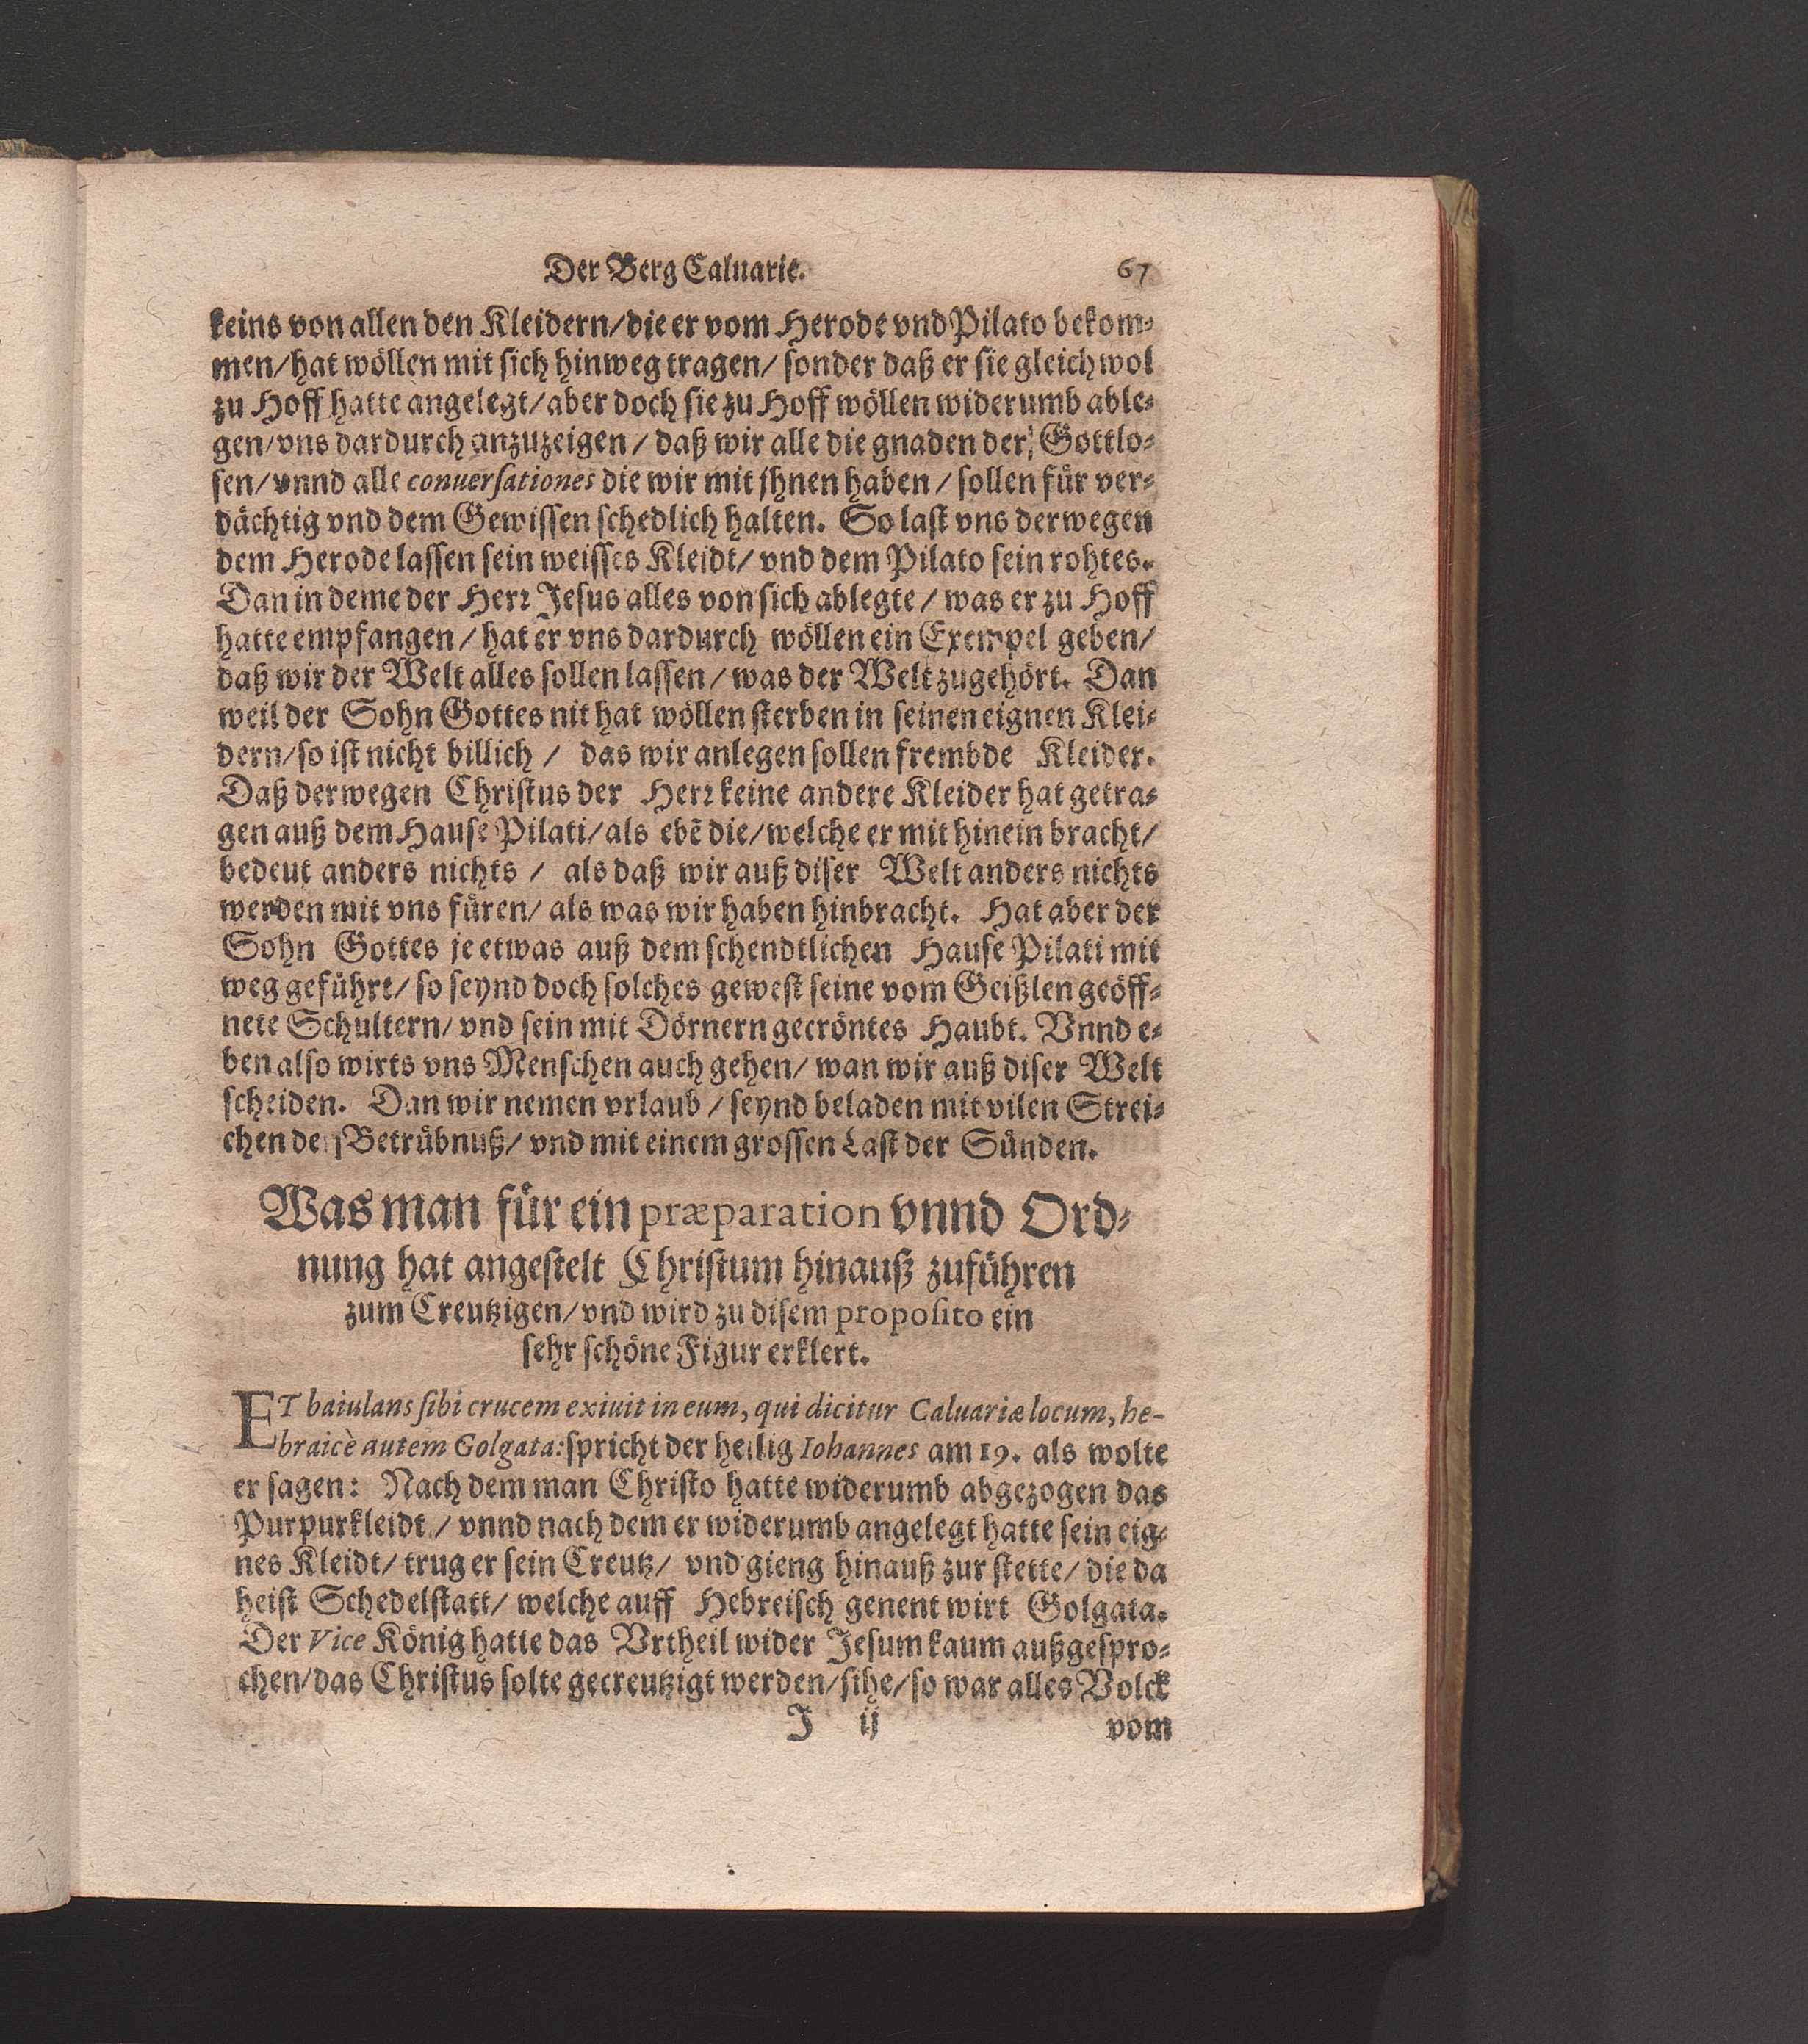 Der Berg Caluarie. 67
keins von allen den Kleidern/die er vom Herode vnd Pilato bekom⸗
men/hat wöllen mit sich hinweg tragen/ sonder daß er sie gleichwol
zu Hoff hatte angelegt/aber doch sie zu Hoff wöllen widerumb able⸗
gen/vns dardurch anzuzeigen/ daß wir alle die gnaden der Gottlo⸗
sen/vnnd alle conuersationes die wir mit jhnen haben/ sollen für ver⸗
dächtig vnd dem Gewissen schedlich halten. So last vns derwegen
dem Herode lassen sein weisses Kleidt/ vnd dem Pilato sein rohtes.
Dan in deme der Herr Jesus alles von sich ablegte/ was er zu Hoff
hatte empfangen/ hat er vns dardurch wöllen ein Exempel geben/
daß wir der Welt alles sollen lassen/ was der Welt zugehört. Dan
weil der Sohn Gottes nit hat wöllen sterben in seinen eignen Klei⸗
dern/so ist nicht billich/ das wir anlegen sollen frembde Kleider.
Daß derwegen Christus der Herr keine andere Kleider hat getra⸗
gen auß dem Hause Pilati/als ebē die/welche er mit hinein bracht/
bedeut anders nichts/ als daß wir auß diser Welt anders nichts
werden mit vns füren/ als was wir haben hinbracht. Hat aber der
Sohn Gottes je etwas auß dem schendtlichen Hause Pilati mit
weg geführt/ so seynd doch solches gewest seine vom Geißlen geöff⸗
nete Schultern/ vnd sein mit Dörnern gecröntes Haubt. Vnnd e⸗
ben also wirts vns Menschen auch gehen/ wan wir auß diser Welt
scheiden. Dan wir nemen vrlaub/ seynd beladen mit vilen Strei⸗
chen der Betrübnuß/ vnd mit einem grossen Last der Sünden.
Was man für ein præparation vnnd Ord⸗
nung hat angestelt Christum hinauß zuführen
zum Creutzigen/vnd wird zu disem proposito ein
sehr schöne Figur erklert.
ET baiulans sibi crucem exiuit in eum, qui dicitur Caluariæ locum, he-
braicè autem Golgata: spricht der heilig Iohannes am 19. als wolte
er sagen: Nach dem man Christo hatte widerumb abgezogen das
Purpurkleidt/ vnnd nach dem er widerumb angelegt hatte sein eig⸗
nes Kleidt/ trug er sein Creutz/ vnd gieng hinauß zur stette/ die da
heist Schedelstatt/ welche auff Hebreisch genent wirt Golgata.
Der Vice König hatte das Vrtheil wider Jesum kaum außgespro⸗
chen/das Christus solte gecreutzigt werden/sihe/so war alles Volck
J ij vom